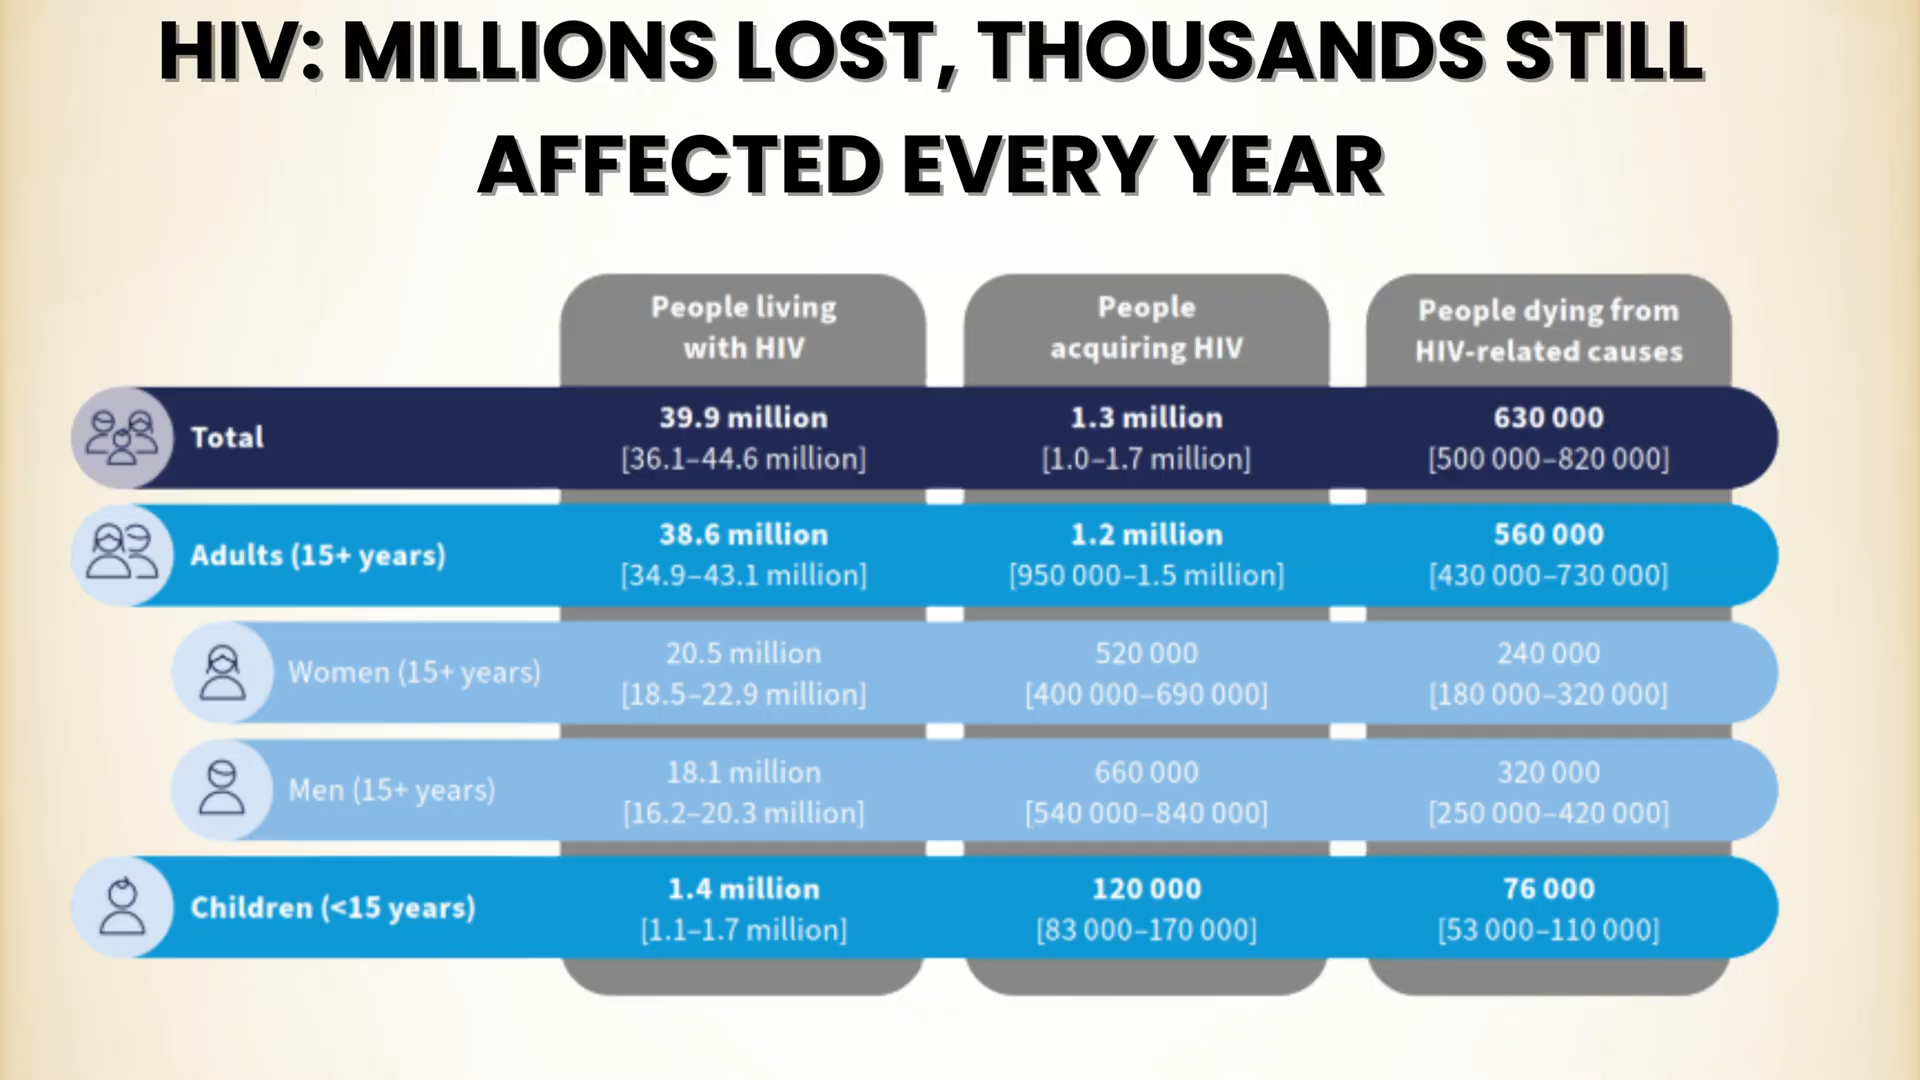 HIV: MILLIONS LOST, THOUSANDS STILL
AFFECTED EVERY YEAR
People living
with HIV
People
acquiring HIV
People dying from
HIV-related causes
Total
39.9 million
[36.1–44.6 million]
1.3 million
[1.0–1.7 million]
630 000
[500 000–820 000]
Adults (15+ years)
38.6 million
[34.9–43.1 million]
1.2 million
[950 000–1.5 million]
560 000
[430 000–730 000]
Women (15+ years)
20.5 million
[18.5–22.9 million]
520 000
[400 000–690 000]
240 000
[180 000–320 000]
Men (15+ years)
18.1 million
[16.2–20.3 million]
660 000
[540 000–840 000]
320 000
[250 000–420 000]
Children (<15 years)
1.4 million
[1.1–1.7 million]
120 000
[83 000–170 000]
76 000
[53 000–110 000]